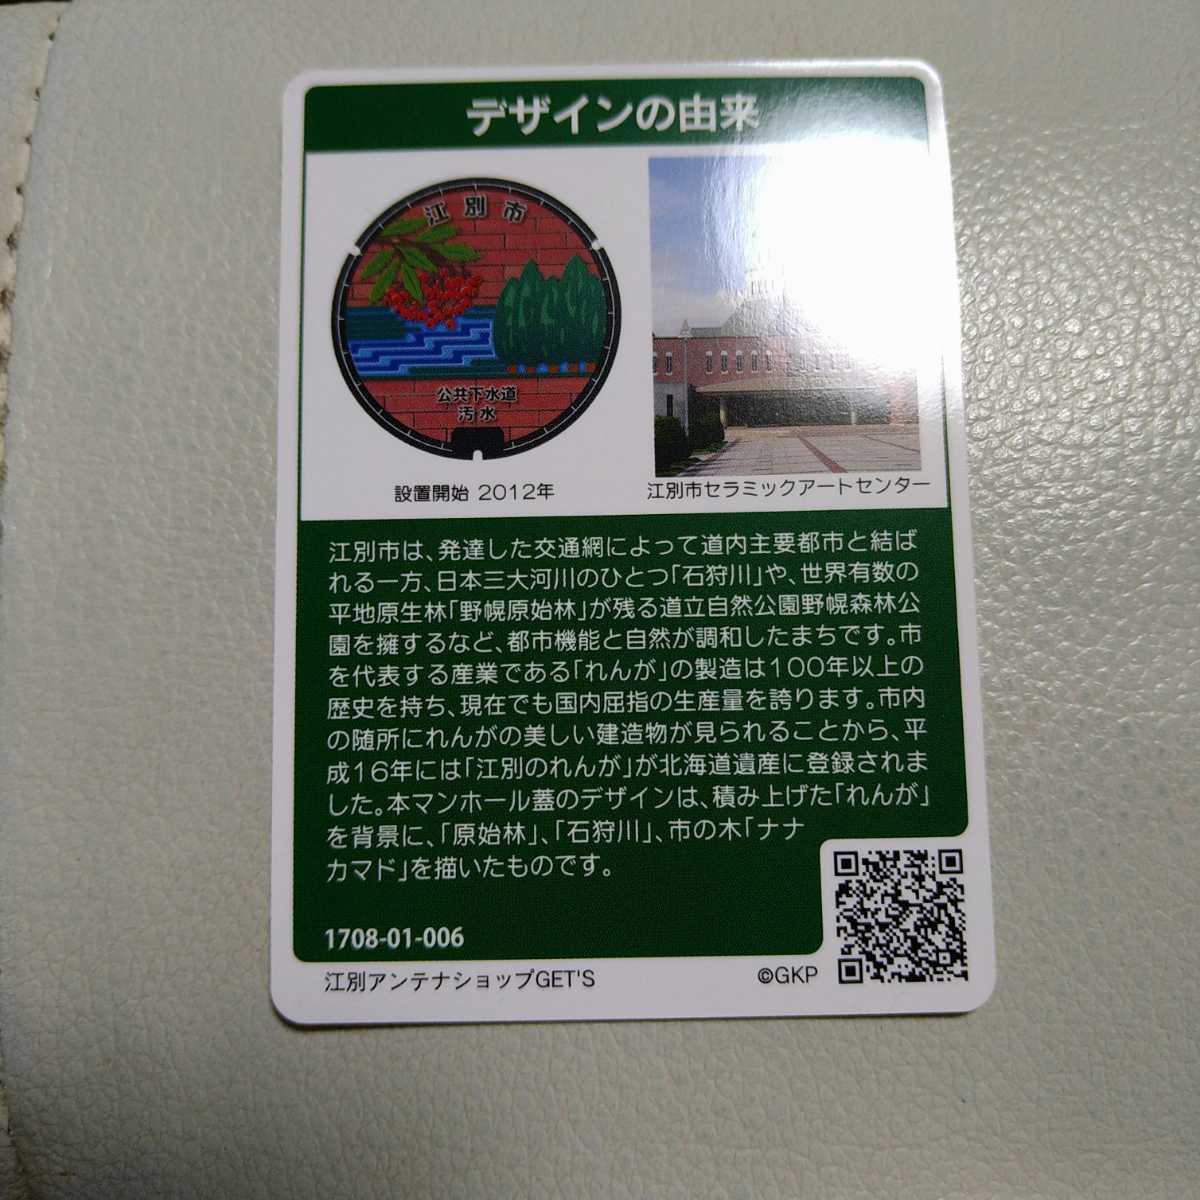 デザインの由来
江別市
公共下水道
汚水
設置開始 2012年
江別市セラミックアートセンター
江別市は、発達した交通網によって道内主要都市と結ば
れる一方、日本三大河川のひとつ「石狩川」や、世界有数の
平地原生林「野幌原始林」が残る道立自然公園野幌森林公
園を擁するなど、都市機能と自然が調和したまちです。市
を代表する産業である「れんが」の製造は100年以上の
歴史を持ち、現在でも国内屈指の生産量を誇ります。市内
の随所にれんがの美しい建造物が見られることから、平
成16年には「江別のれんが」が北海道遺産に登録されま
した。本マンホール蓋のデザインは、積み上げた「れんが」
を背景に、「原始林」、「石狩川」、市の木「ナナ
カマド」を描いたものです。
1708-01-006
江別アンテナショップGET'S
©GKP